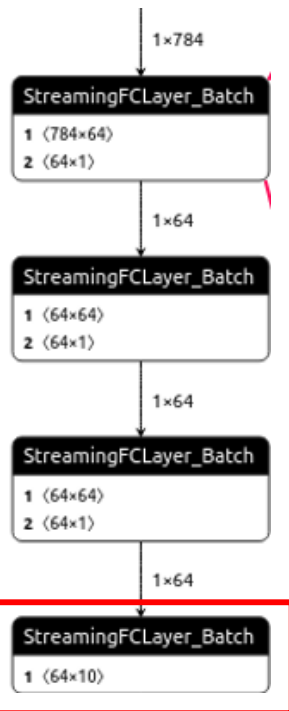 1×784
StreamingFCLayer_Batch
1 〈784×64〉
2 〈64×1〉
1×64
StreamingFCLayer_Batch
1 〈64×64〉
2 〈64×1〉
1×64
StreamingFCLayer_Batch
1 〈64×64〉
2 〈64×1〉
1×64
StreamingFCLayer_Batch
1 〈64×10〉